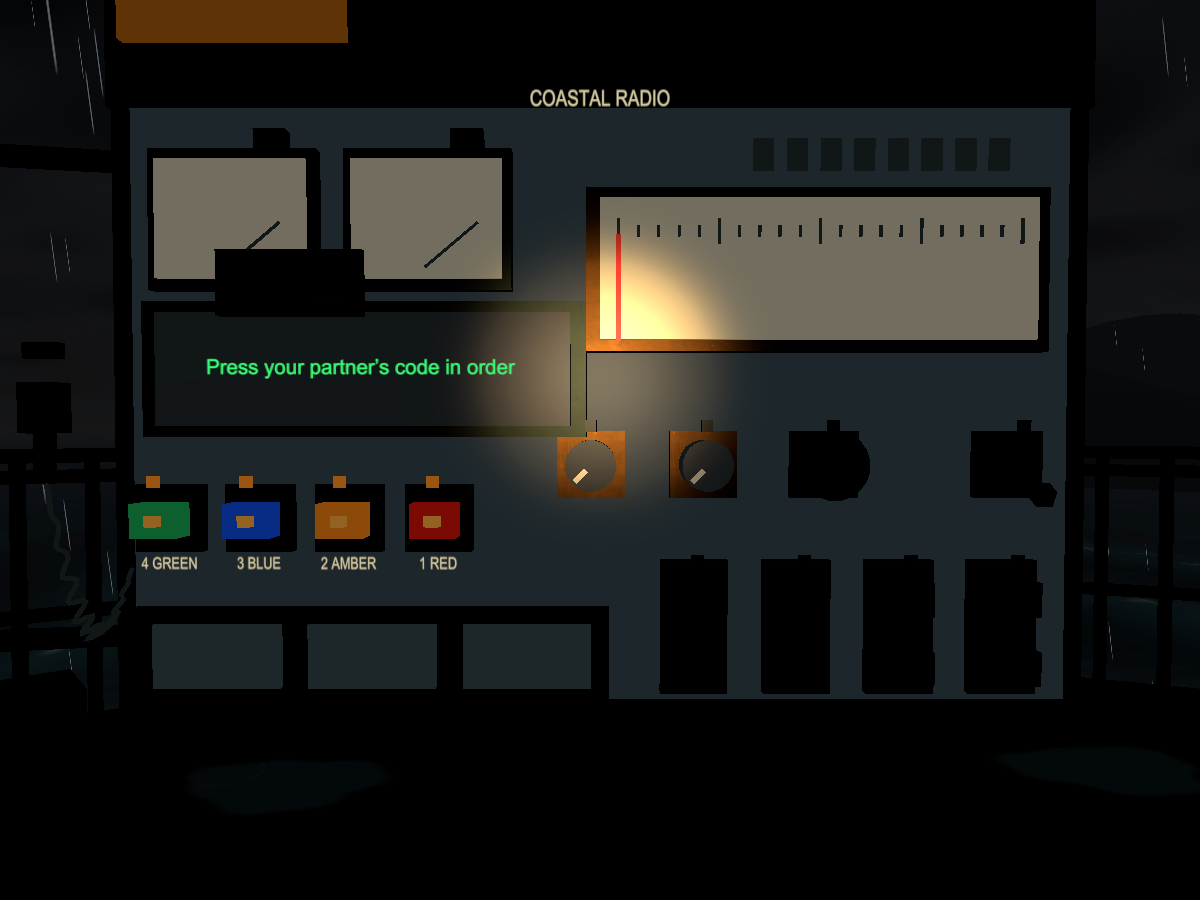 COASTAL RADIO
Press your partner's code in order
4 GREEN
3 BLUE
2 AMBER
1 RED